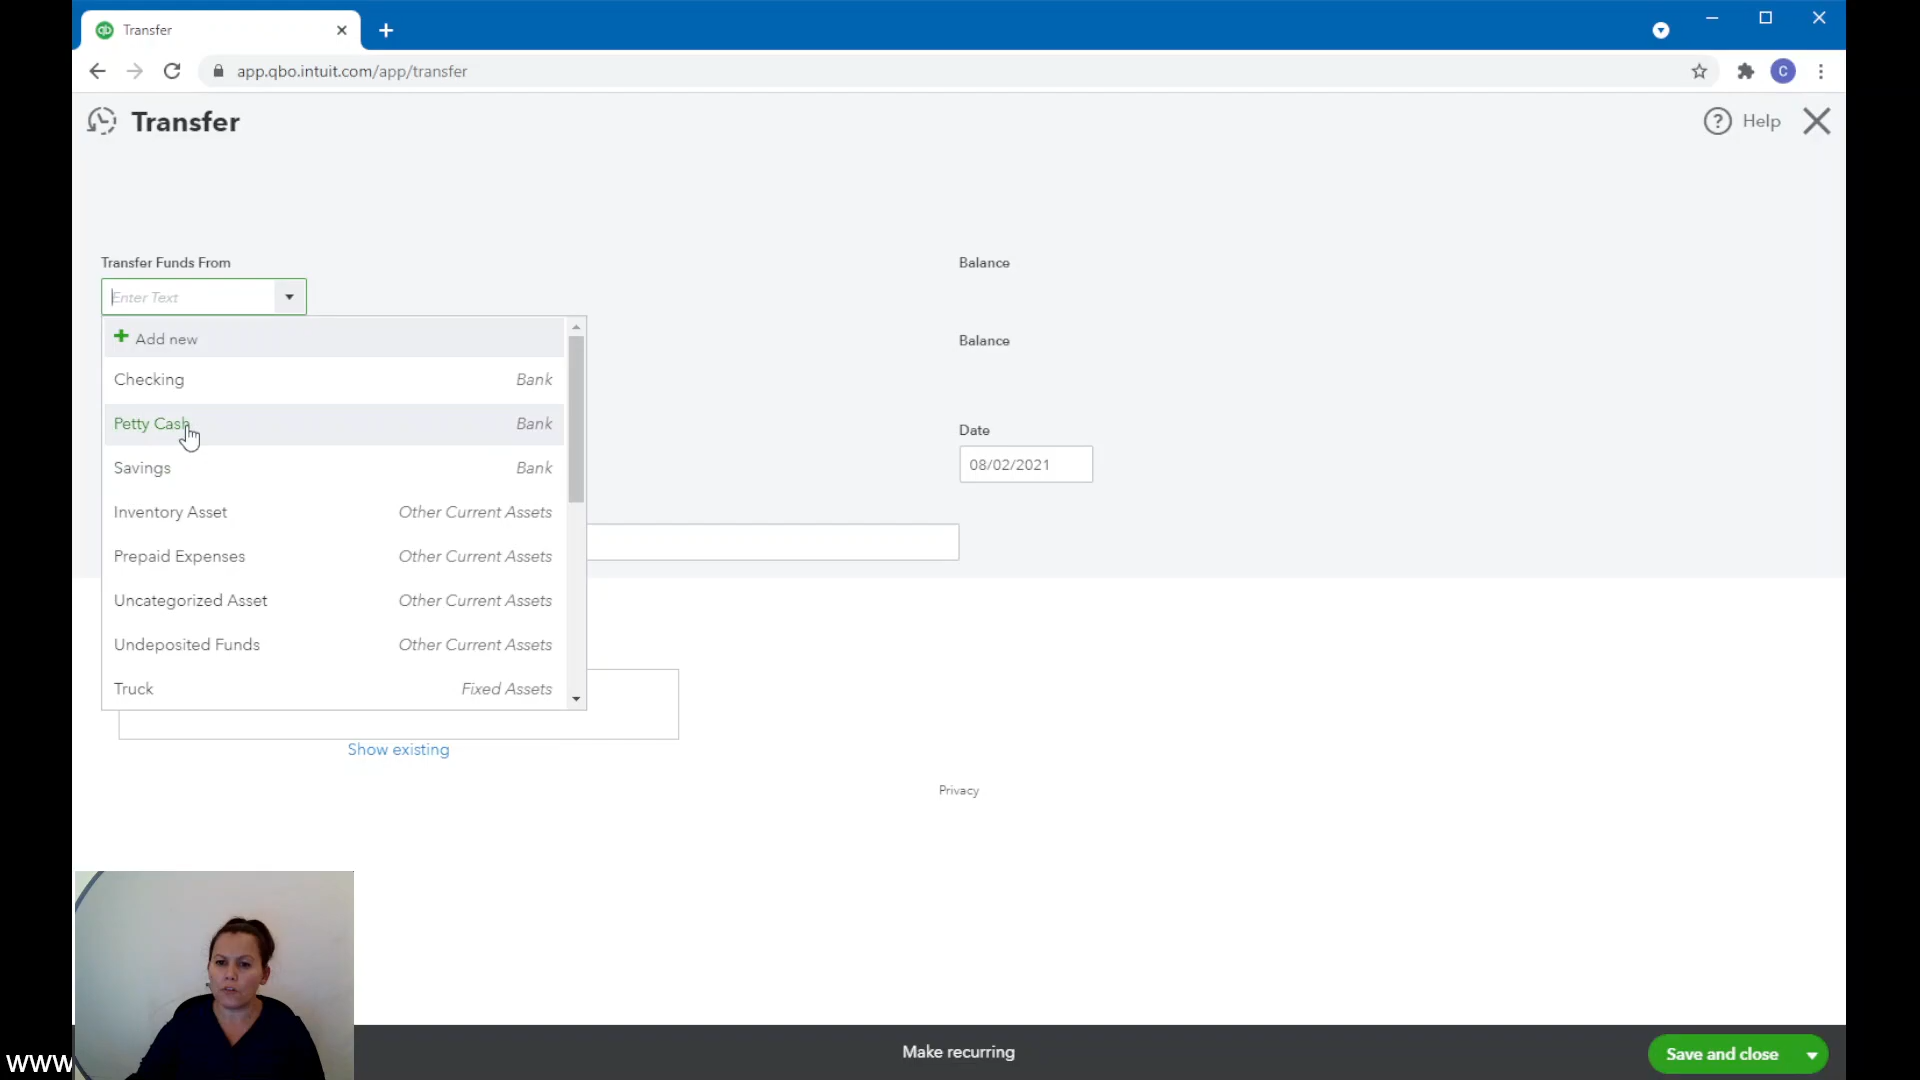 Transfer
app.qbo.intuit.com/app/transfer
C
Transfer
? Help
Transfer Funds From
Balance
Enter Text
Add new
Balance
Checking Bank
Petty Cash Bank
Date
Savings Bank
08/02/2021
Inventory Asset Other Current Assets
Prepaid Expenses Other Current Assets
Uncategorized Asset Other Current Assets
Undeposited Funds Other Current Assets
Truck Fixed Assets
Show existing
Privacy
Make recurring
Save and close
www